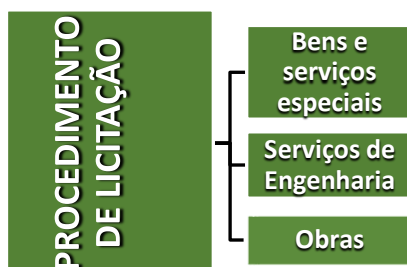 PROCEDIMENTO
DE LICITAÇÃO
Bens e
serviços
especiais
Serviços de
Engenharia
Obras